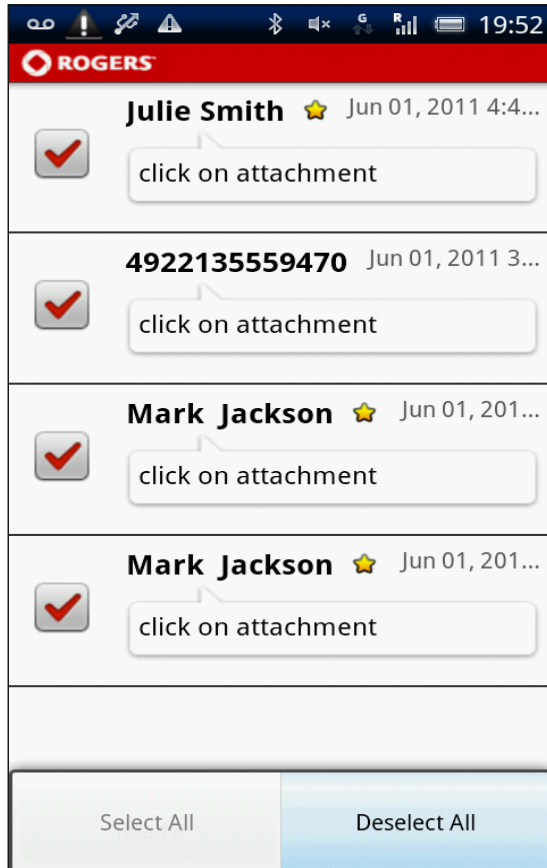 G
R
19:52
ROGERS
Julie Smith Jun 01, 2011 4:4...
click on attachment
4922135559470 Jun 01, 2011 3...
click on attachment
Mark Jackson Jun 01, 201...
click on attachment
Mark Jackson Jun 01, 201...
click on attachment
Select All
Deselect All